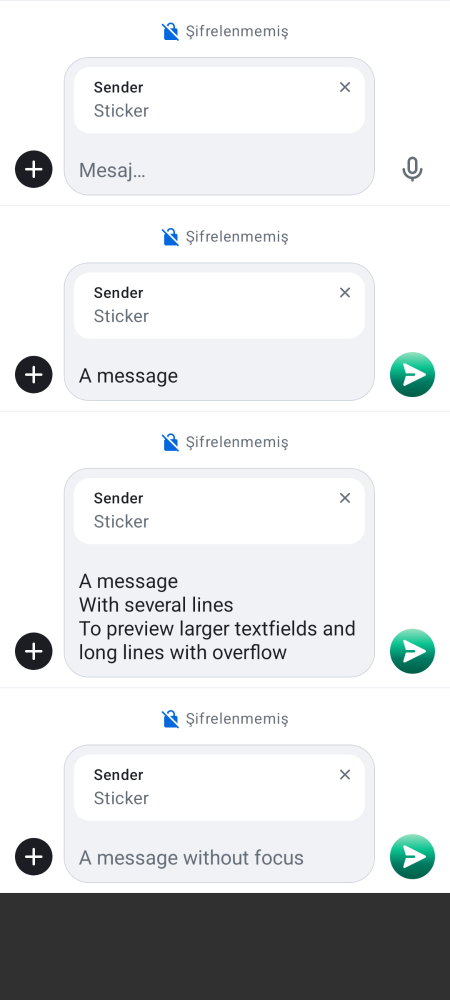 Şifrelenmemiş
Sender
Sticker
Mesaj…
Şifrelenmemiş
Sender
Sticker
A message
Şifrelenmemiş
Sender
Sticker
A message
With several lines
To preview larger textfields and
long lines with overflow
Şifrelenmemiş
Sender
Sticker
A message without focus